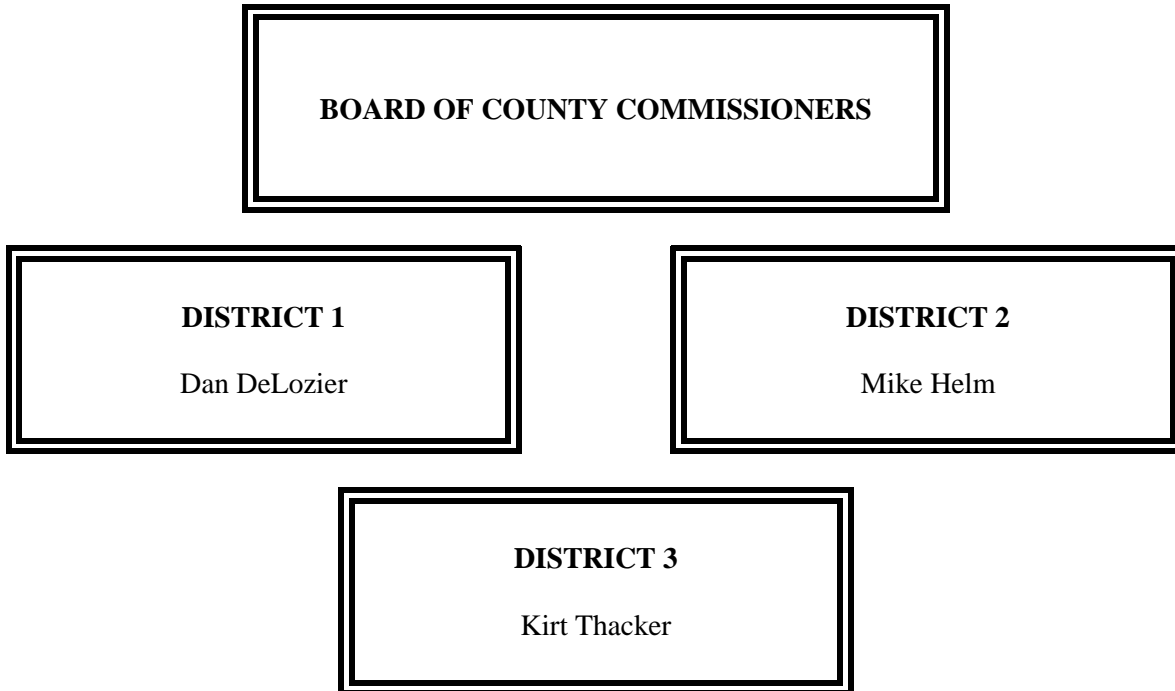 BOARD OF COUNTY COMMISSIONERS
DISTRICT 1
Dan DeLozier
DISTRICT 2
Mike Helm
DISTRICT 3
Kirt Thacker